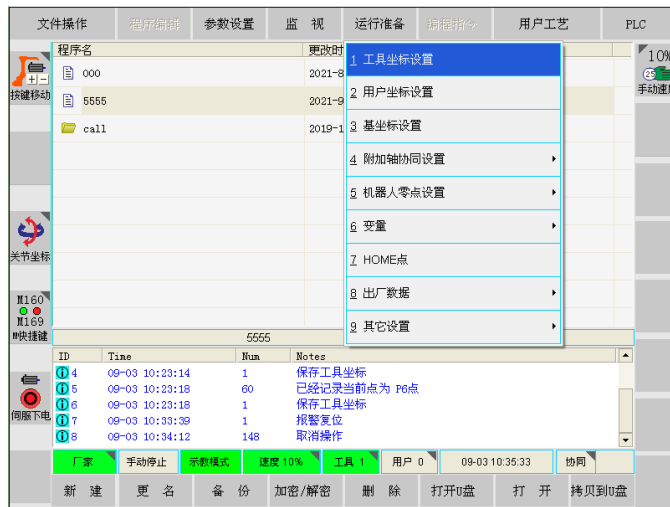 文件操作 程序编辑 参数设置 监 视 运行准备 编程指令 用户工艺 PLC
程序名 更改时
000 2021-8
5555 2021-9
call 2019-1
1 工具坐标设置
2 用户坐标设置
3 基坐标设置
4 附加轴协同设置
5 机器人零点设置
6 变量
7 HOME点
8 出厂数据
9 其它设置
按键移动
关节坐标
M160
M169
M快捷键
伺服下电
10%
手动速度
5555
ID Time Num Notes
4 09-03 10:23:14 1 保存工具坐标
5 09-03 10:23:18 60 已经记录当前点为 P6点
6 09-03 10:23:18 1 保存工具坐标
7 09-03 10:33:39 1 报警复位
8 09-03 10:34:12 148 取消操作
厂家 手动停止 示教模式 速度 10% 工具 1 用户 0 09-03 10:35:33 协同
新 建 更 名 备 份 加密/解密 删 除 打开U盘 打 开 拷贝到U盘